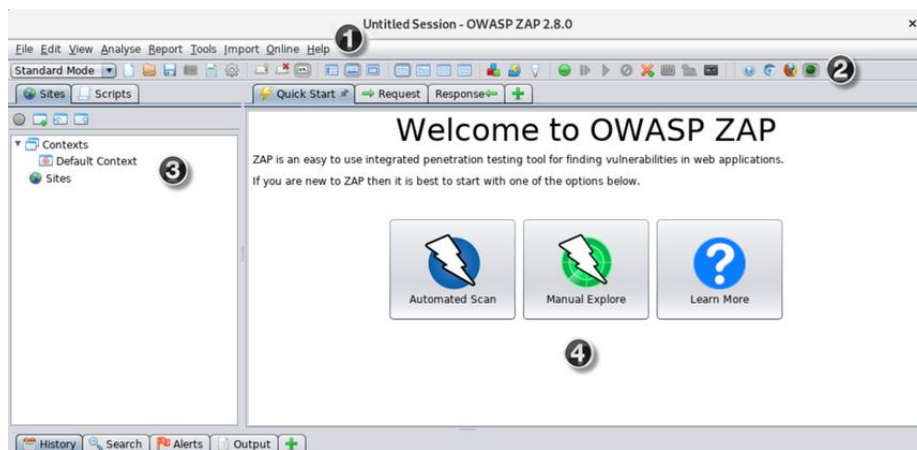 Untitled Session - OWASP ZAP 2.8.0
File Edit View Analyse Report Tools Import Online Help
1
Standard Mode
2
Sites Scripts
Quick Start Request Response
Contexts
Default Context
Sites
3
Welcome to OWASP ZAP
ZAP is an easy to use integrated penetration testing tool for finding vulnerabilities in web applications.
If you are new to ZAP then it is best to start with one of the options below.
Automated Scan Manual Explore Learn More
4
History Search Alerts Output